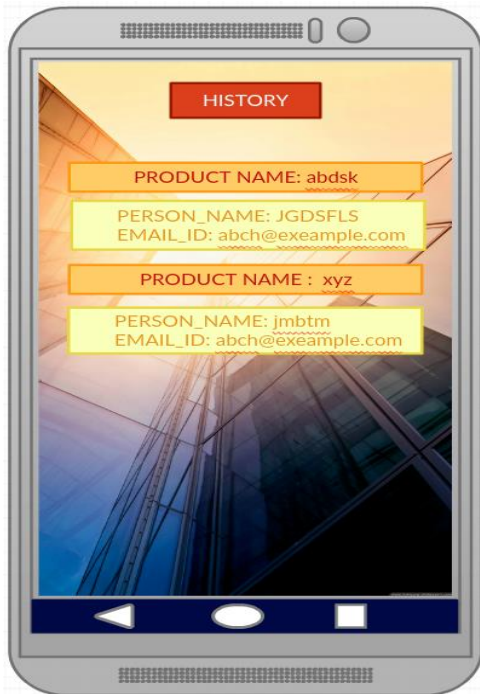 HISTORY
PRODUCT NAME: abdsk
PERSON_NAME: JGDSFLS
EMAIL_ID: abch@exeample.com
PRODUCT NAME : xyz
PERSON_NAME: jmbtm
EMAIL_ID: abch@exeample.com